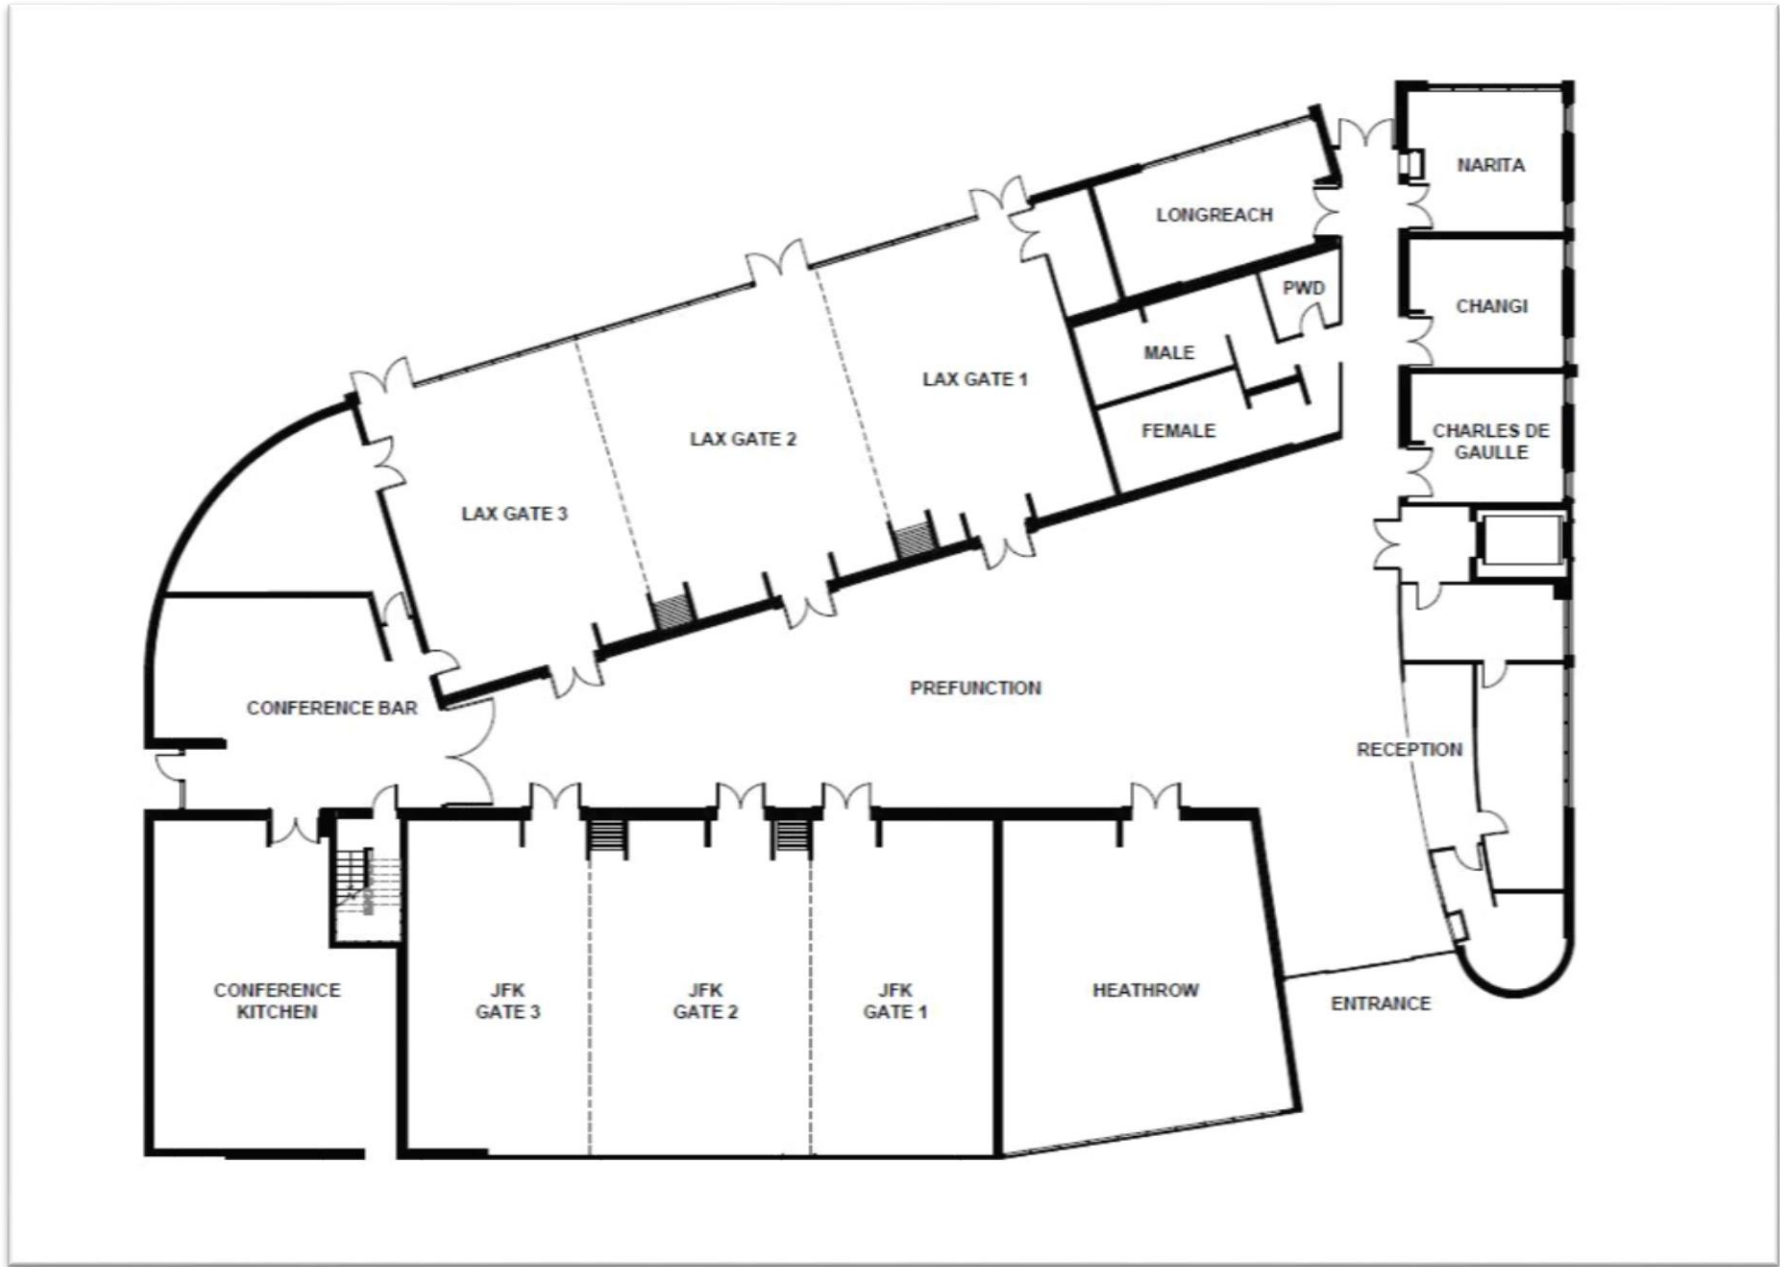 NARITA
LONGREACH
PWD
CHANGI
MALE
LAX GATE 1
FEMALE
CHARLES DE
GAULLE
LAX GATE 2
LAX GATE 3
PREFUNCTION
CONFERENCE BAR
RECEPTION
CONFERENCE
KITCHEN
JFK
GATE 3
JFK
GATE 2
JFK
GATE 1
HEATHROW
ENTRANCE